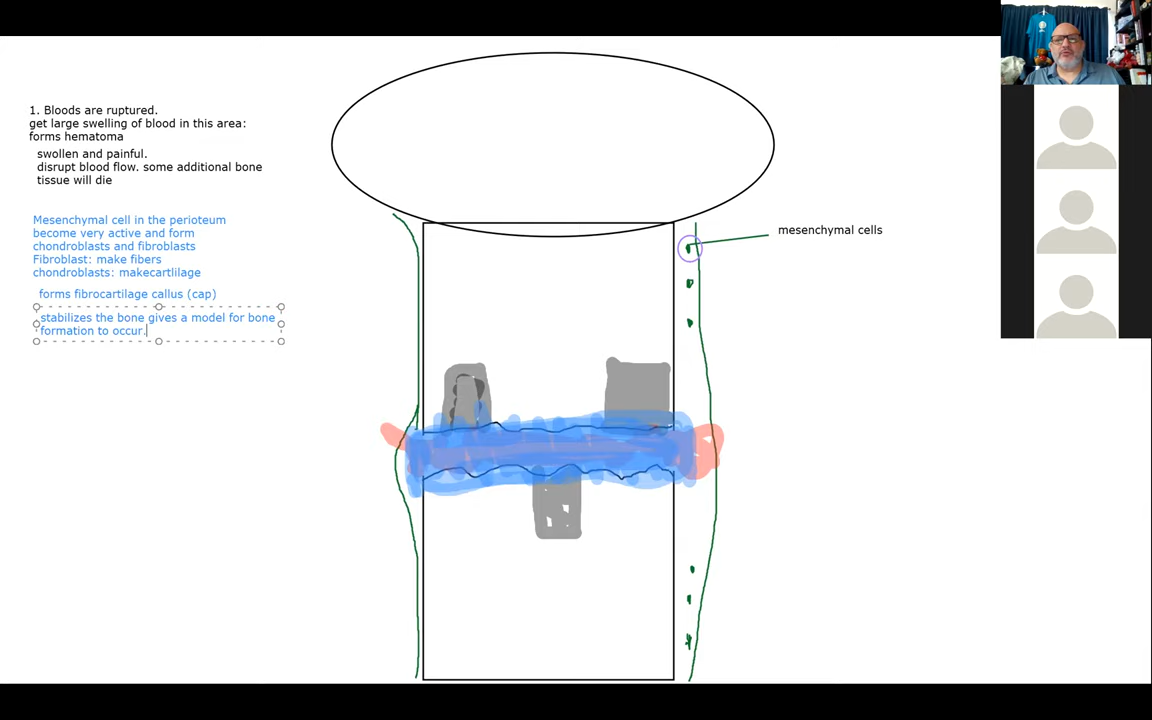 1. Bloods are ruptured.
get large swelling of blood in this area:
forms hematoma
swollen and painful.
disrupt blood flow. some additional bone
tissue will die
Mesenchymal cell in the perioteum
become very active and form
chondroblasts and fibroblasts
Fibroblast: make fibers
chondroblasts: makecartlilage
forms fibrocartilage callus (cap)
stabilizes the bone gives a model for bone
formation to occur.
mesenchymal cells